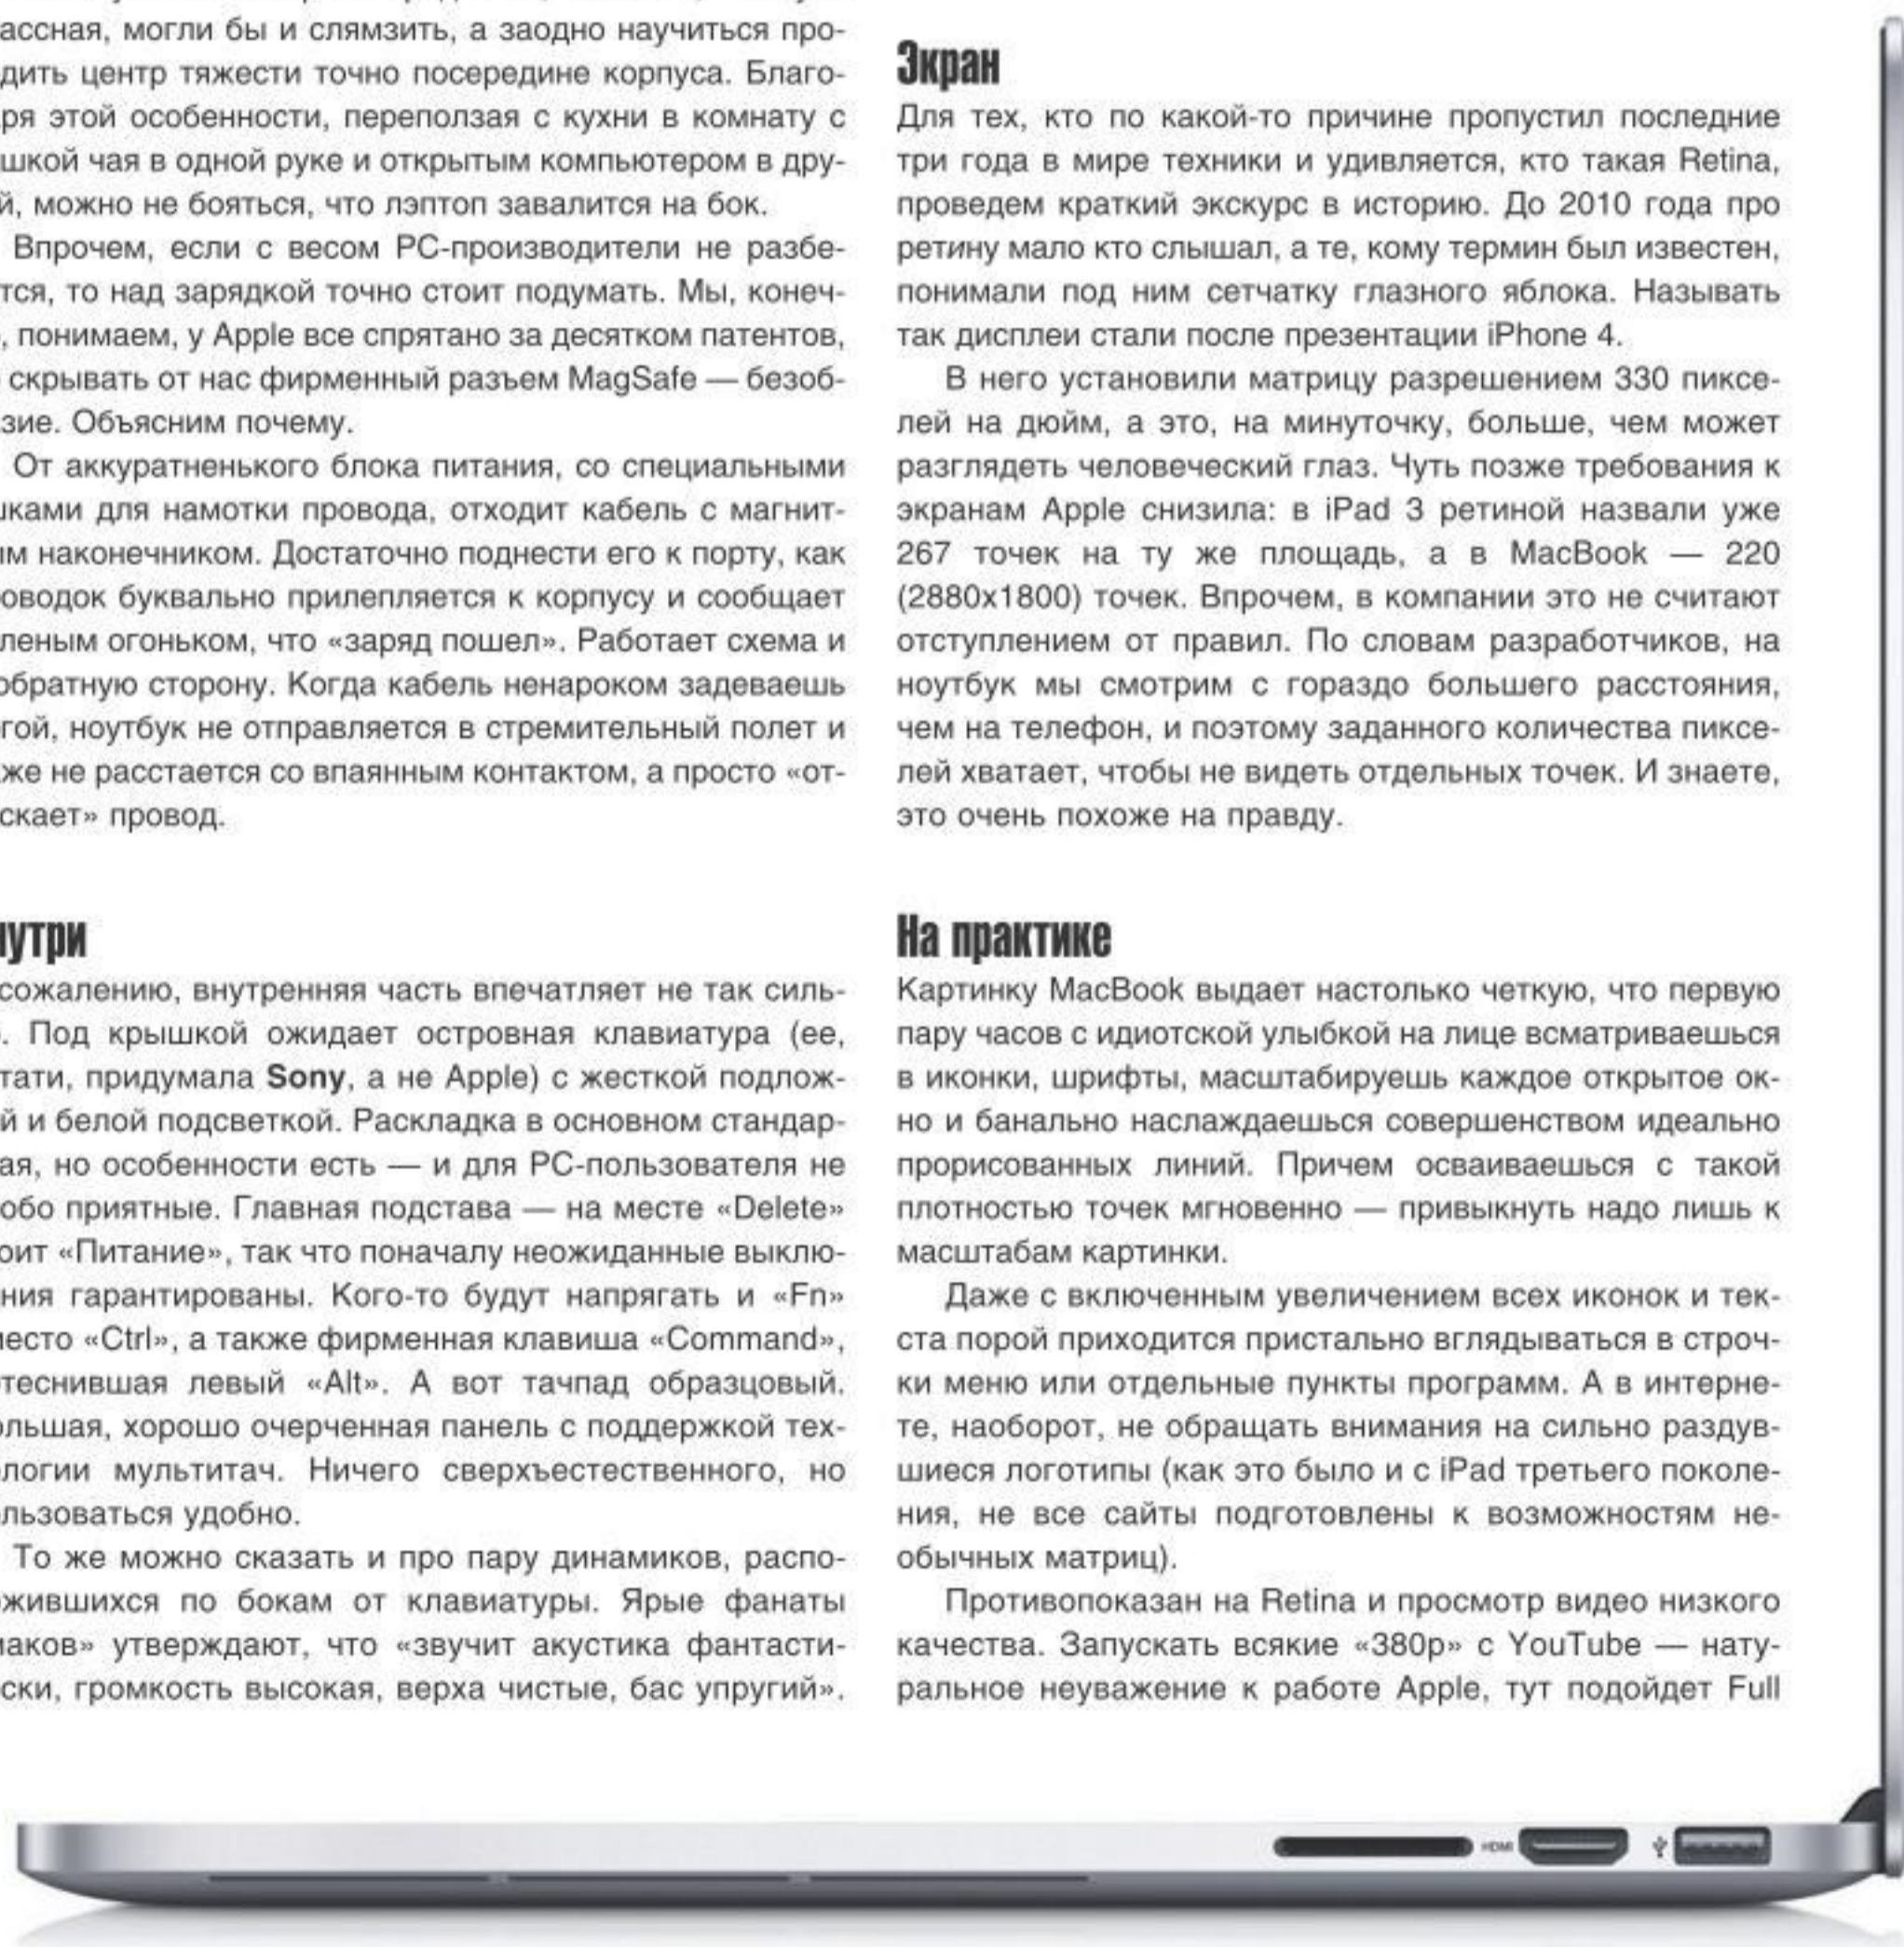 ассная, могли бы и слямзить, а заодно научиться про-
дить центр тяжести точно посередине корпуса. Благо-
ря этой особенности, переползая с кухни в комнату с
шкой чая в одной руке и открытым компьютером в дру-
й, можно не бояться, что лэптоп завалится на бок.
Впрочем, если с весом PC-производители не разбе-
тся, то над зарядкой точно стоит подумать. Мы, конеч-
, понимаем, у Apple все спрятано за десятком патентов,
скрывать от нас фирменный разъем MagSafe — безоб-
зие. Объясним почему.
От аккуратненького блока питания, со специальными
шками для намотки провода, отходит кабель с магнит-
ым наконечником. Достаточно поднести его к порту, как
оводок буквально прилепляется к корпусу и сообщает
леным огоньком, что «заряд пошел». Работает схема и
обратную сторону. Когда кабель ненароком задеваешь
гой, ноутбук не отправляется в стремительный полет и
же не расстается со впаянным контактом, а просто «от-
скает» провод.
нутри
сожалению, внутренняя часть впечатляет не так силь-
. Под крышкой ожидает островная клавиатура (ее,
тати, придумала Sony, а не Apple) с жесткой подлож-
й и белой подсветкой. Раскладка в основном стандар-
ая, но особенности есть — и для PC-пользователя не
обо приятные. Главная подстава — на месте «Delete»
оит «Питание», так что поначалу неожиданные выклю-
ния гарантированы. Кого-то будут напрягать и «Fn»
место «Ctrl», а также фирменная клавиша «Command»,
теснившая левый «Alt». А вот тачпад образцовый.
ольшая, хорошо очерченная панель с поддержкой тех-
логии мультитач. Ничего сверхъестественного, но
льзоваться удобно.
То же можно сказать и про пару динамиков, распо-
жившихся по бокам от клавиатуры. Ярые фанаты
маков» утверждают, что «звучит акустика фантасти-
ски, громкость высокая, верха чистые, бас упругий».
Экран
Для тех, кто по какой-то причине пропустил последние
три года в мире техники и удивляется, кто такая Retina,
проведем краткий экскурс в историю. До 2010 года про
ретину мало кто слышал, а те, кому термин был известен,
понимали под ним сетчатку глазного яблока. Называть
так дисплеи стали после презентации iPhone 4.
В него установили матрицу разрешением 330 пиксе-
лей на дюйм, а это, на минуточку, больше, чем может
разглядеть человеческий глаз. Чуть позже требования к
экранам Apple снизила: в iPad 3 ретиной назвали уже
267 точек на ту же площадь, а в MacBook — 220
(2880x1800) точек. Впрочем, в компании это не считают
отступлением от правил. По словам разработчиков, на
ноутбук мы смотрим с гораздо большего расстояния,
чем на телефон, и поэтому заданного количества пиксе-
лей хватает, чтобы не видеть отдельных точек. И знаете,
это очень похоже на правду.
На практике
Картинку MacBook выдает настолько четкую, что первую
пару часов с идиотской улыбкой на лице всматриваешься
в иконки, шрифты, масштабируешь каждое открытое ок-
но и банально наслаждаешься совершенством идеально
прорисованных линий. Причем осваиваешься с такой
плотностью точек мгновенно — привыкнуть надо лишь к
масштабам картинки.
Даже с включенным увеличением всех иконок и тек-
ста порой приходится пристально вглядываться в строч-
ки меню или отдельные пункты программ. А в интерне-
те, наоборот, не обращать внимания на сильно раздув-
шиеся логотипы (как это было и с iPad третьего поколе-
ния, не все сайты подготовлены к возможностям не-
обычных матриц).
Противопоказан на Retina и просмотр видео низкого
качества. Запускать всякие «380p» с YouTube — нату-
ральное неуважение к работе Apple, тут подойдет Full
HDMI